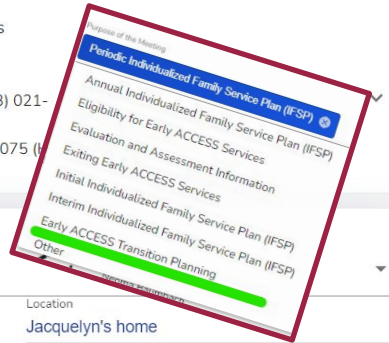 s
) 021-
075 (
Purpose of the Meeting
Periodic Individualized Family Service Plan (IFSP)
Annual Individualized Family Service Plan (IFSP)
Eligibility for Early ACCESS Services
Evaluation and Assessment Information
Exiting Early ACCESS Services
Initial Individualized Family Service Plan (IFSP)
Interim Individualized Family Service Plan (IFSP)
Early ACCESS Transition Planning
Other
Location
Jacquelyn's home